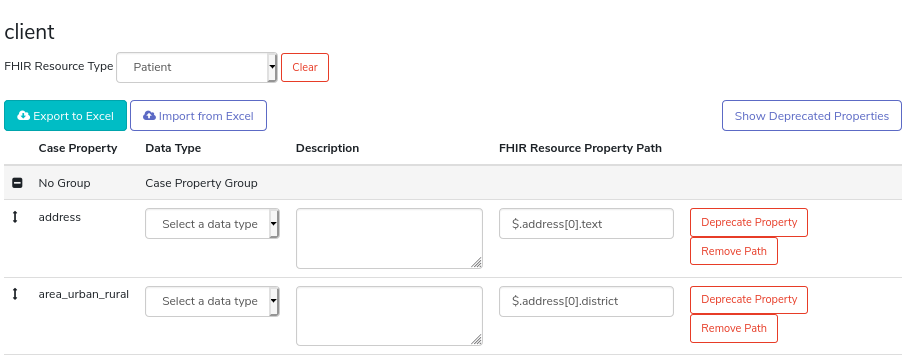 client
FHIR Resource Type Patient Clear
Export to Excel Import from Excel Show Deprecated Properties
Case Property Data Type Description FHIR Resource Property Path
No Group Case Property Group
address Select a data type $.address[0].text Deprecate Property
Remove Path
area_urban_rural Select a data type $.address[0].district Deprecate Property
Remove Path